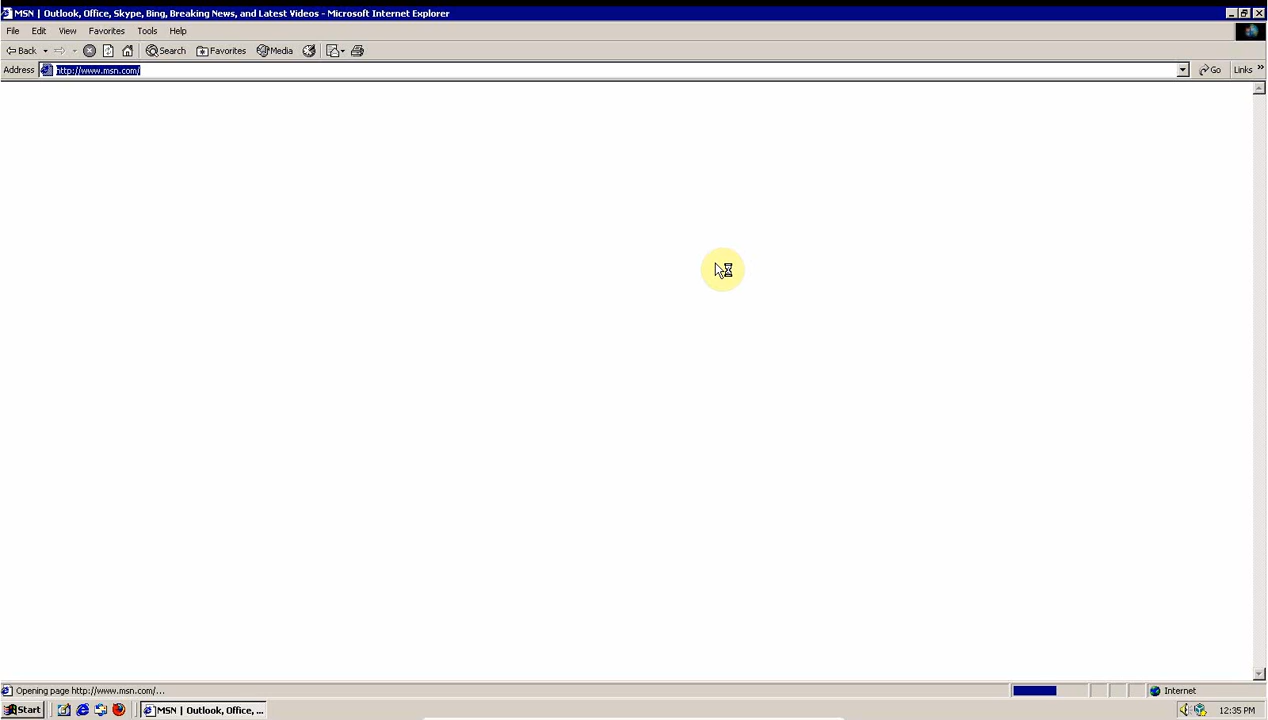 MSN | Outlook, Office, Skype, Bing, Breaking News, and Latest Videos - Microsoft Internet Explorer
File Edit View Favorites Tools Help
Back Search Favorites Media
Address http://www.msn.com/ Go Links »
Opening page http://www.msn.com/... Internet
Start MSN | Outlook, Office, ... 12:35 PM